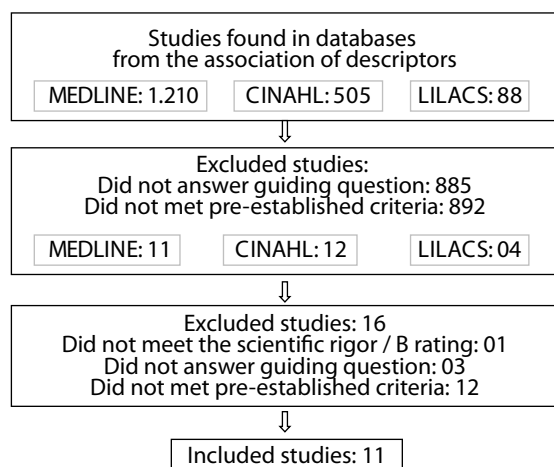 Studies found in databases
from the association of descriptors
MEDLINE: 1.210 CINAHL: 505 LILACS: 88
Excluded studies:
Did not answer guiding question: 885
Did not met pre-established criteria: 892
MEDLINE: 11 CINAHL: 12 LILACS: 04
Excluded studies: 16
Did not meet the scientific rigor / B rating: 01
Did not answer guiding question: 03
Did not met pre-established criteria: 12
Included studies: 11